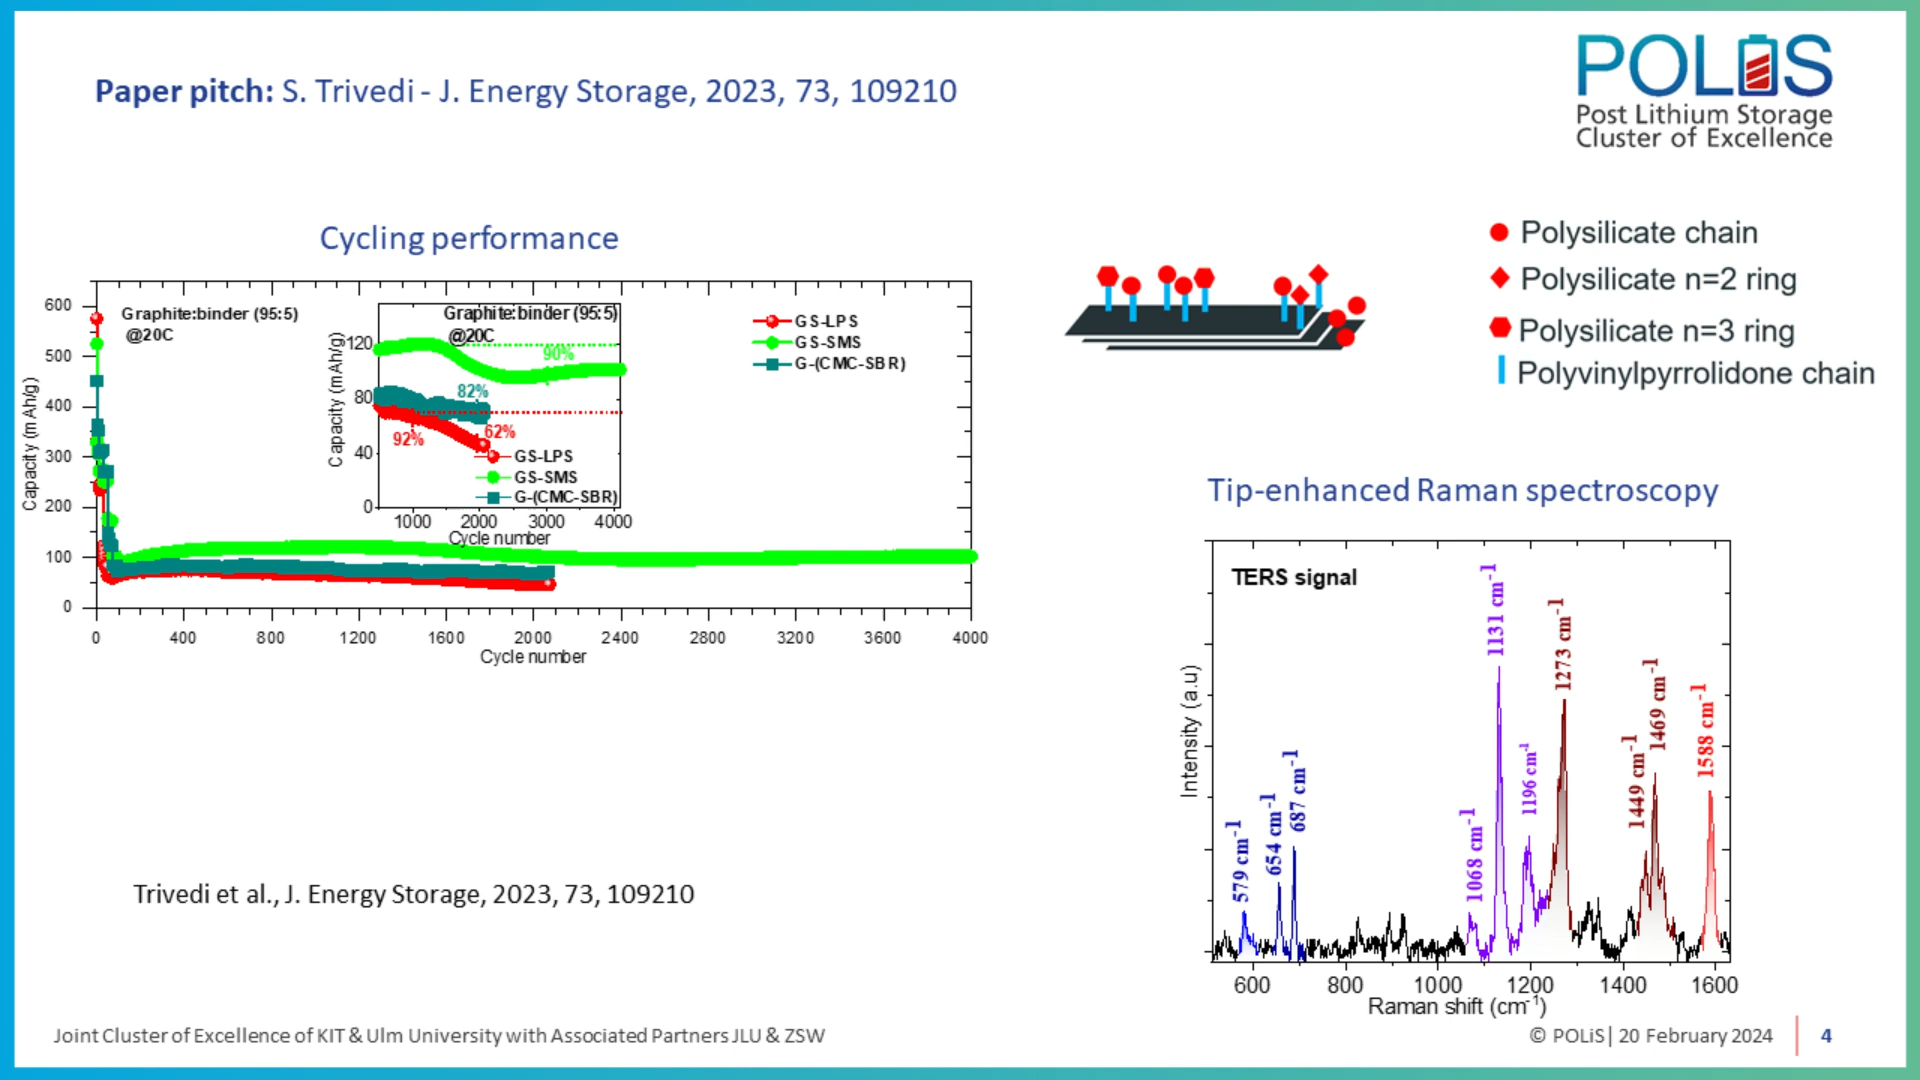 Paper pitch: S. Trivedi - J. Energy Storage, 2023, 73, 109210
POLiS
Post Lithium Storage
Cluster of Excellence
Cycling performance
Graphite:binder (95:5)
@20C
600
500
400
300
200
100
0
Capacity (mAh/g)
0 400 800 1200 1600 2000 2400 2800 3200 3600 4000
Cycle number
GS-LPS
GS-SMS
G-(CMC-SBR)
Graphite:binder (95:5)
@20C
120
80
40
0
Capacity (mAh/g)
90%
82%
92%
62%
GS-LPS
GS-SMS
G-(CMC-SBR)
1000 2000 3000 4000
Cycle number
Polysilicate chain
Polysilicate n=2 ring
Polysilicate n=3 ring
Polyvinylpyrrolidone chain
Tip-enhanced Raman spectroscopy
TERS signal
Intensity (a.u)
579 cm-1
654 cm-1
687 cm-1
1068 cm-1
1131 cm-1
1196 cm-1
1273 cm-1
1449 cm-1
1469 cm-1
1588 cm-1
600 800 1000 1200 1400 1600
Raman shift (cm-1)
Trivedi et al., J. Energy Storage, 2023, 73, 109210
Joint Cluster of Excellence of KIT & Ulm University with Associated Partners JLU & ZSW
© POLiS| 20 February 2024
4